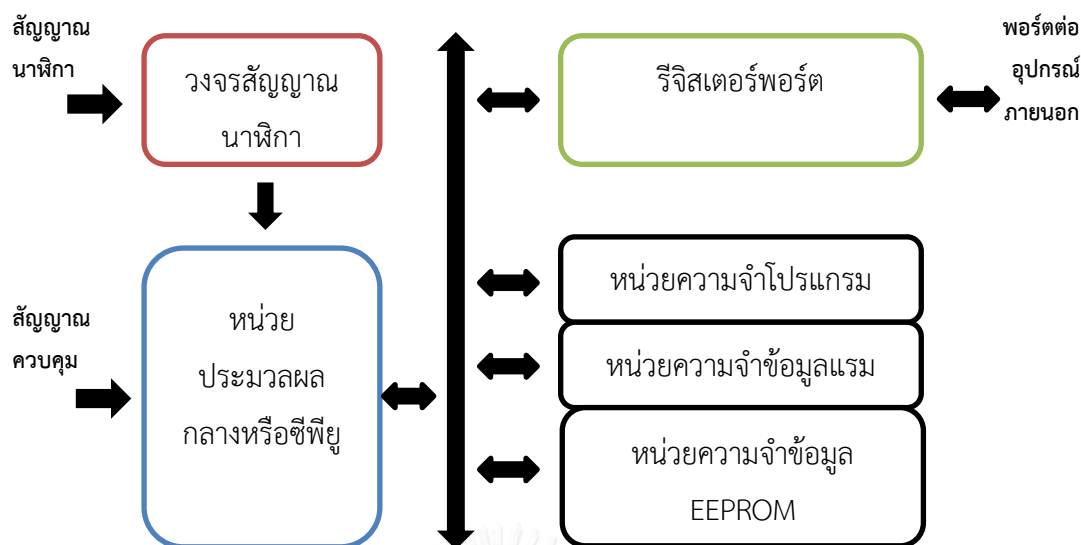 สัญญาณ
นาฬิกา
วงจรสัญญาณ
นาฬิกา
รีจิสเตอร์พอร์ต
พอร์ตต่อ
อุปกรณ์
ภายนอก
สัญญาณ
ควบคุม
หน่วย
ประมวลผล
กลางหรือซีพียู
หน่วยความจำโปรแกรม
หน่วยความจำข้อมูลแรม
หน่วยความจำข้อมูล
EEPROM